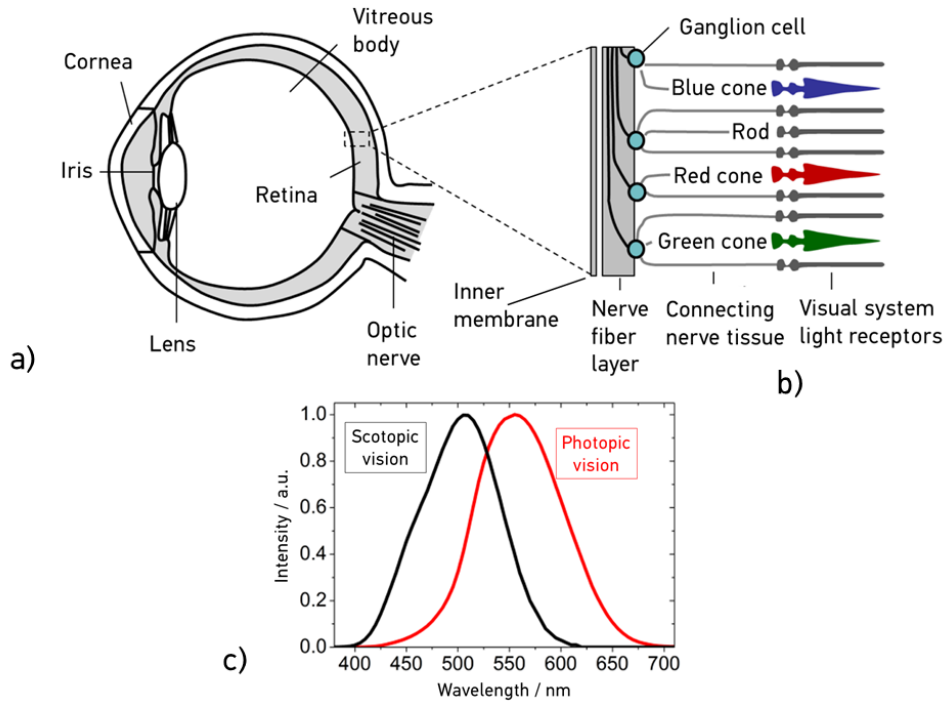 Vitreous
body
Cornea
Iris
Retina
Lens
Optic
nerve
a)
Ganglion cell
Blue cone
Rod
Red cone
Green cone
Inner
membrane
Nerve
fiber
layer
Connecting
nerve tissue
Visual system
light receptors
b)
Scotopic
vision
Photopic
vision
Intensity / a.u.
1.0
0.8
0.6
0.4
0.2
0.0
400 450 500 550 600 650 700
Wavelength / nm
c)